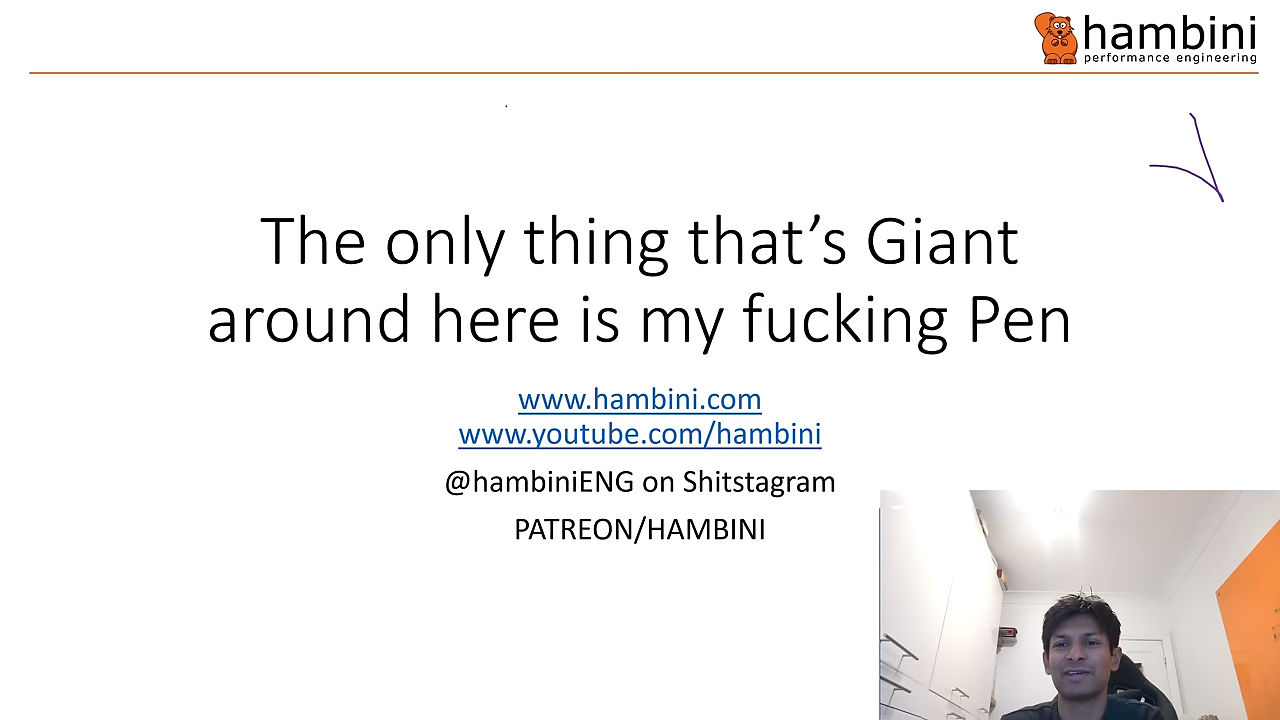 hambini
performance engineering
The only thing that’s Giant
around here is my fucking Pen
www.hambini.com
www.youtube.com/hambini
@hambiniENG on Shitstagram
PATREON/HAMBINI